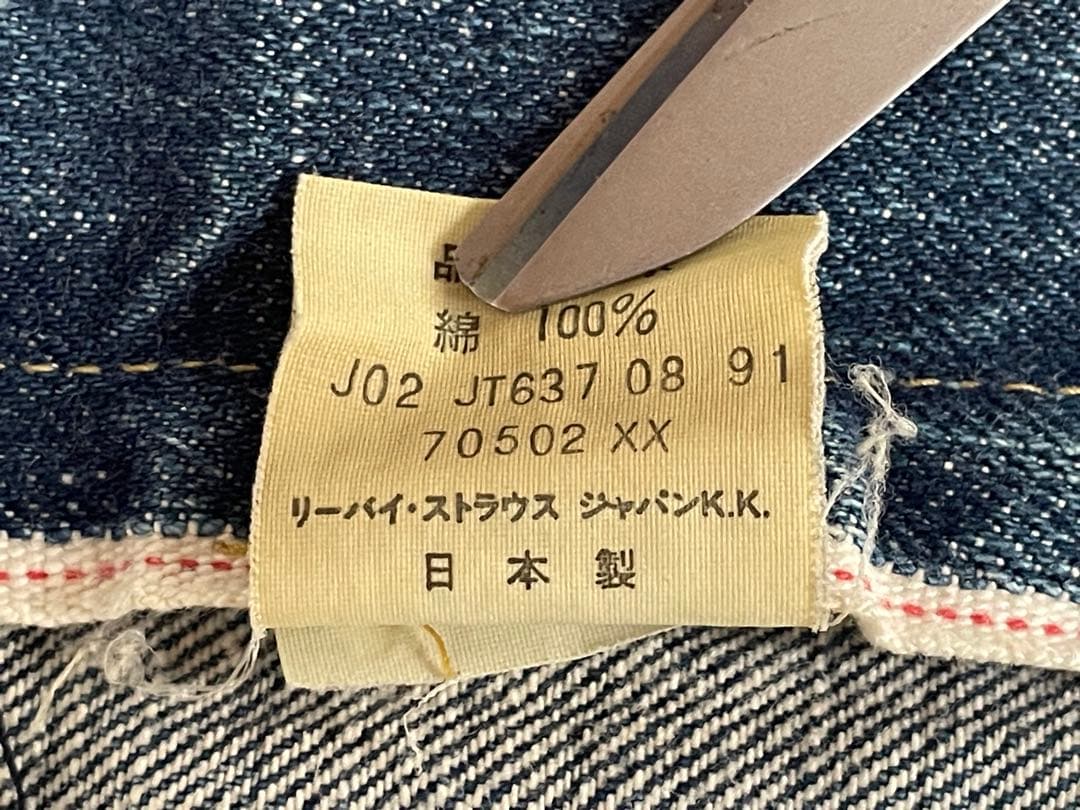 品
綿 100%
J02 JT637 08 91
70502 XX
リーバイ・ストラウス ジャパンK.K.
日本製